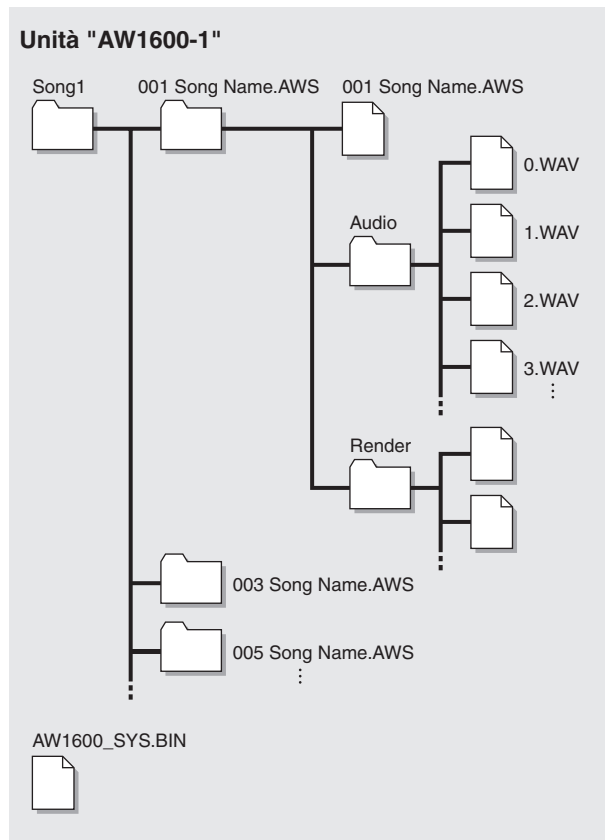 Unità "AW1600-1"
Song1
001 Song Name.AWS
001 Song Name.AWS
0.WAV
Audio
1.WAV
2.WAV
3.WAV
Render
003 Song Name.AWS
005 Song Name.AWS
AW1600_SYS.BIN